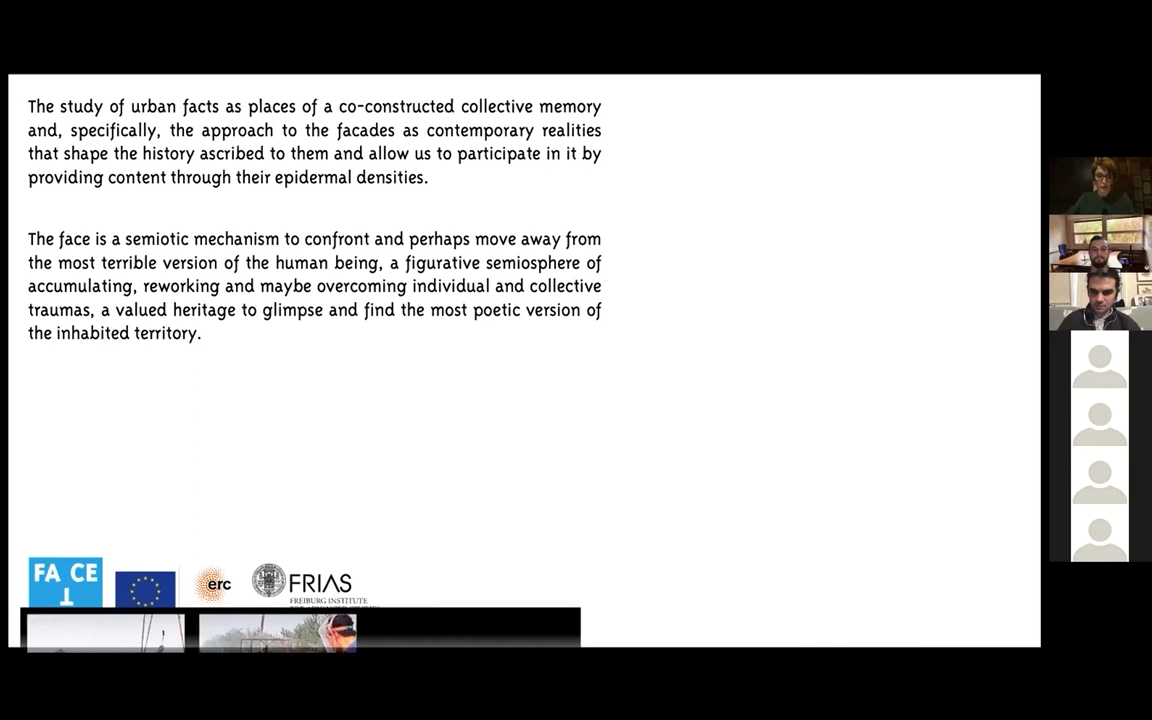 The study of urban facts as places of a co-constructed collective memory
and, specifically, the approach to the facades as contemporary realities
that shape the history ascribed to them and allow us to participate in it by
providing content through their epidermal densities.
The face is a semiotic mechanism to confront and perhaps move away from
the most terrible version of the human being, a figurative semiosphere of
accumulating, reworking and maybe overcoming individual and collective
traumas, a valued heritage to glimpse and find the most poetic version of
the inhabited territory.
FA CE
erc
FRIAS
FREIBURG INSTITUTE